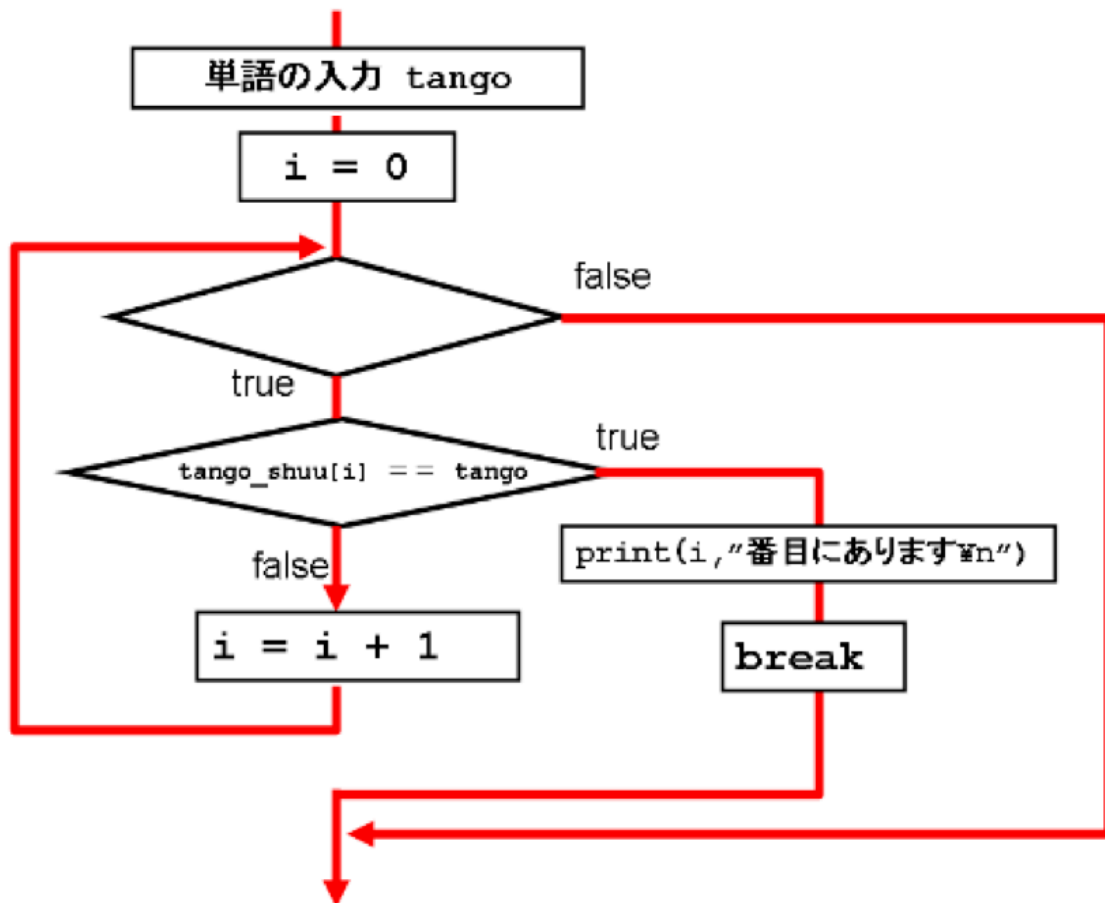 単語の入力 tango
i = 0
false
true
tango_shuu[i] == tango
true
print(i,”番目にあります¥n”)
false
i = i + 1
break